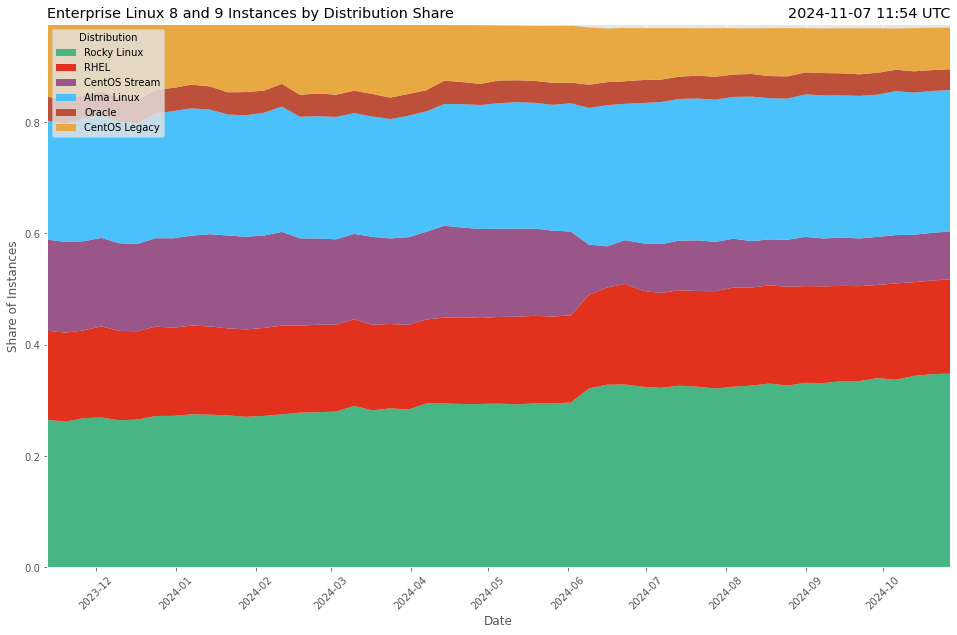 Enterprise Linux 8 and 9 Instances by Distribution Share
2024-11-07 11:54 UTC
Distribution
Rocky Linux
RHEL
CentOS Stream
Alma Linux
Oracle
CentOS Legacy
Share of Instances
0.8
0.6
0.4
0.2
0.0
2023-12
2024-01
2024-02
2024-03
2024-04
2024-05
2024-06
2024-07
2024-08
2024-09
2024-10
Date